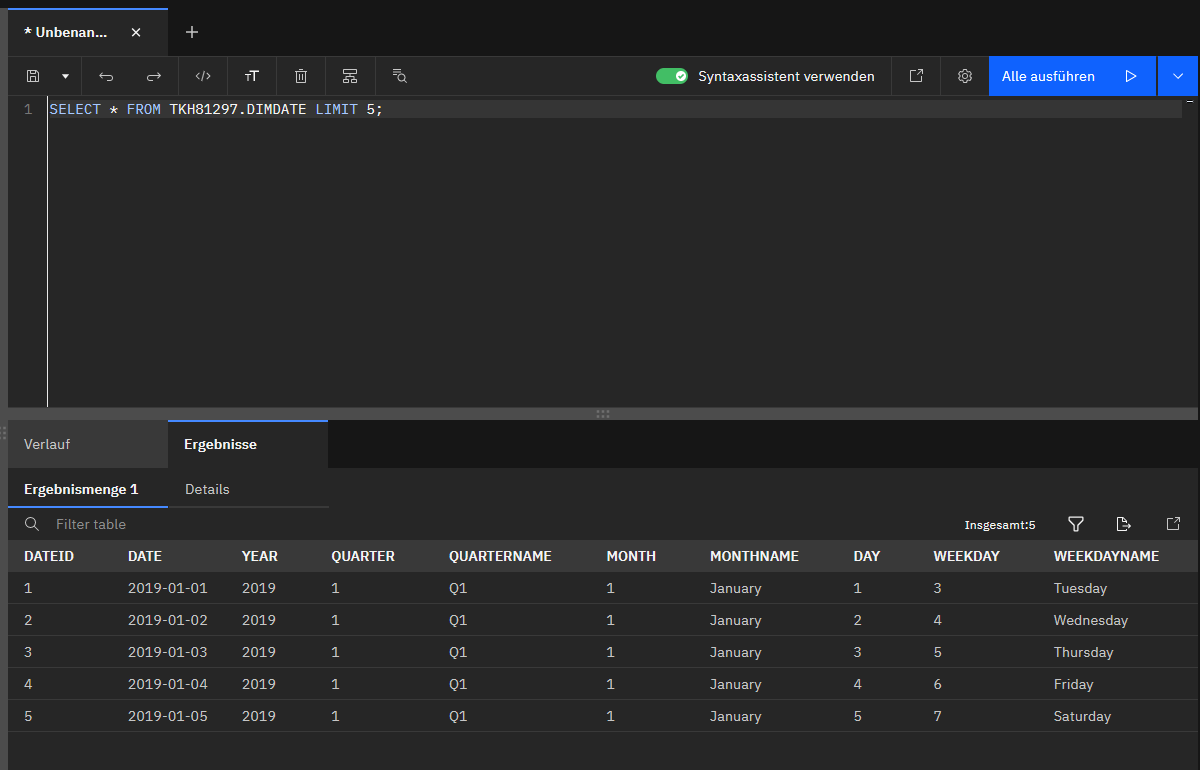 * Unbenan...
Syntaxassistent verwenden
Alle ausführen
1 SELECT * FROM TKH81297.DIMDATE LIMIT 5;
Verlauf Ergebnisse
Ergebnismenge 1 Details
Filter table Insgesamt:5
DATEID DATE YEAR QUARTER QUARTERNAME MONTH MONTHNAME DAY WEEKDAY WEEKDAYNAME
1 2019-01-01 2019 1 Q1 1 January 1 3 Tuesday
2 2019-01-02 2019 1 Q1 1 January 2 4 Wednesday
3 2019-01-03 2019 1 Q1 1 January 3 5 Thursday
4 2019-01-04 2019 1 Q1 1 January 4 6 Friday
5 2019-01-05 2019 1 Q1 1 January 5 7 Saturday